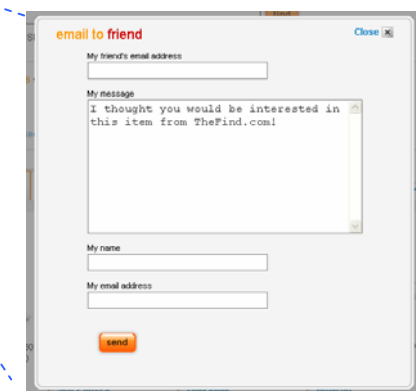 find
email to friend
Close x
My friend's email address
My message
I thought you would be interested in
this item from TheFind.com!
My name
My email address
send